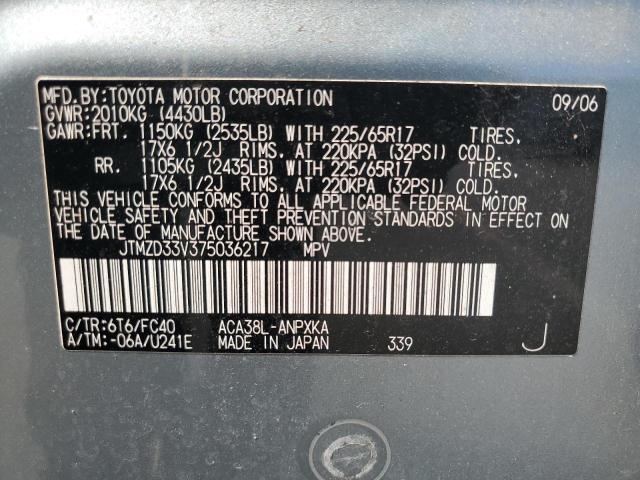 MFD.BY:TOYOTA MOTOR CORPORATION 09/06
GVWR:2010KG (4430LB)
GAWR:FRT. 1150KG (2535LB) WITH 225/65R17 TIRES,
17X6 1/2J RIMS, AT 220KPA (32PSI) COLD.
RR. 1105KG (2435LB) WITH 225/65R17 TIRES,
17X6 1/2J RIMS, AT 220KPA (32PSI) COLD.
THIS VEHICLE CONFORMS TO ALL APPLICABLE FEDERAL MOTOR
VEHICLE SAFETY AND THEFT PREVENTION STANDARDS IN EFFECT ON
THE DATE OF MANUFACTURE SHOWN ABOVE.
JTMZD33V375036217 MPV
C/TR:6T6/FC40 ACA38L-ANPXKA
A/TM:-06A/U241E MADE IN JAPAN 339 J